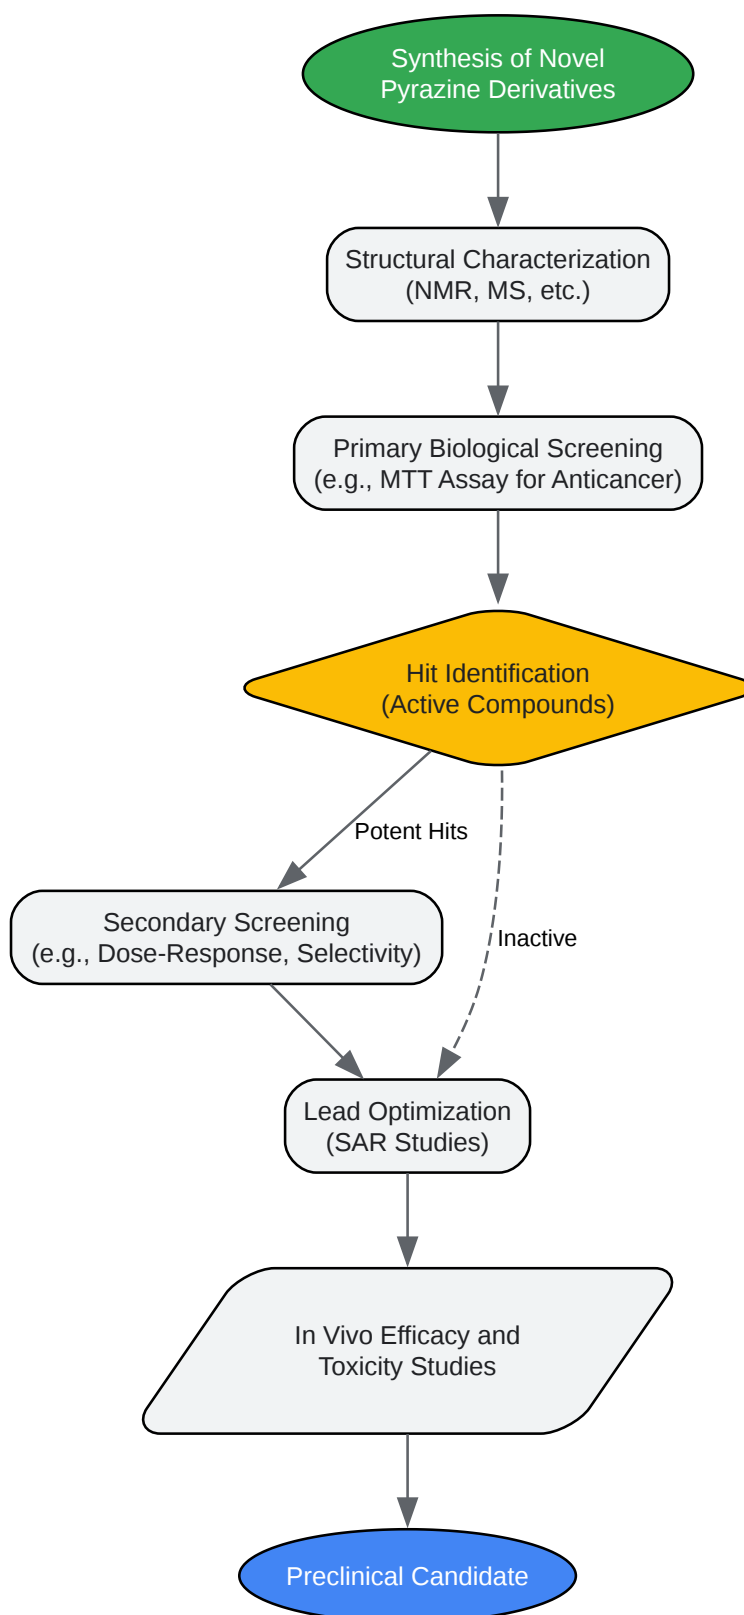 Synthesis of Novel
Pyrazine Derivatives
Structural Characterization
(NMR, MS, etc.)
Primary Biological Screening
(e.g., MTT Assay for Anticancer)
Hit Identification
(Active Compounds)
Potent Hits
Secondary Screening
(e.g., Dose-Response, Selectivity)
Inactive
Lead Optimization
(SAR Studies)
In Vivo Efficacy and
Toxicity Studies
Preclinical Candidate